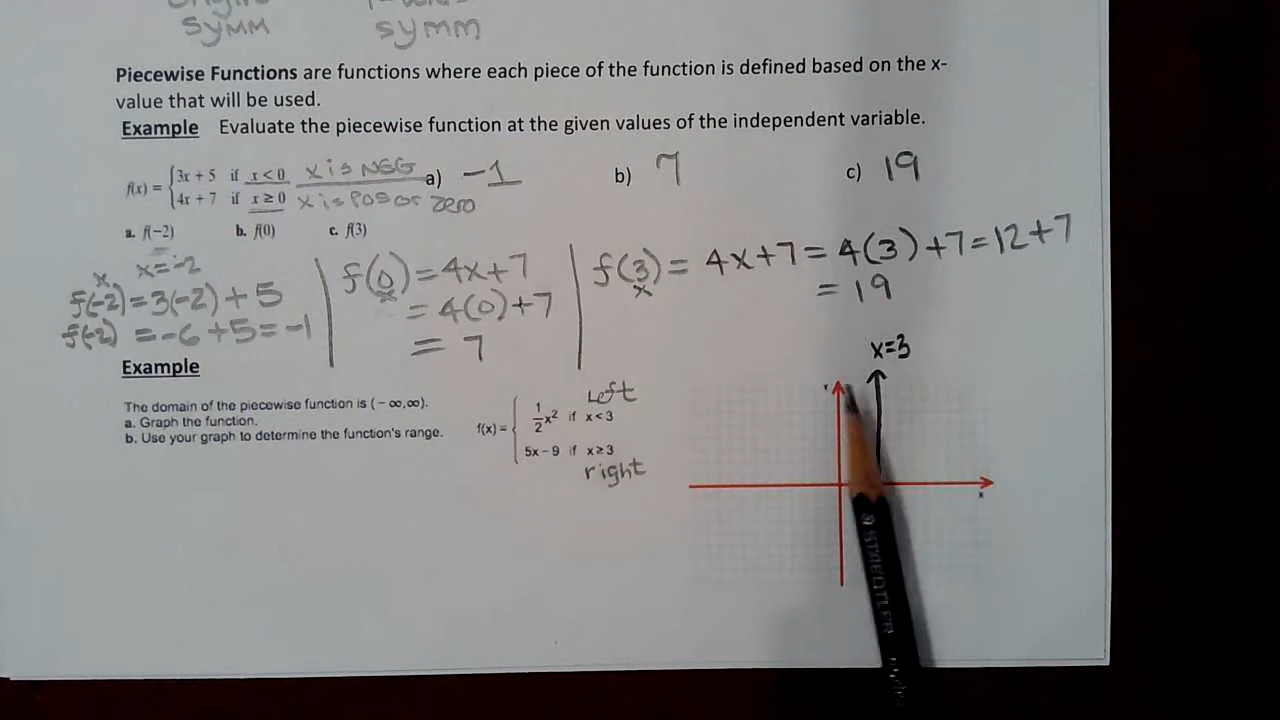 symm symm
Piecewise Functions are functions where each piece of the function is defined based on the x-
value that will be used.
Example Evaluate the piecewise function at the given values of the independent variable.
f(x) = { 3x + 5 if x < 0 x is NEG a) -1 b) 7 c) 19
4x + 7 if x ≥ 0 x is Pos or zero
a. f(-2) b. f(0) c. f(3)
x x=-2
f(-2)=3(-2)+5
f(-2) =-6+5=-1
f(0)=4x+7
x
=4(0)+7
= 7
f(3)= 4x+7=4(3)+7=12+7
x
= 19
Example
x=3
The domain of the piecewise function is (-∞,∞).
a. Graph the function.
b. Use your graph to determine the function's range.
Left
f(x) = { 1/2 x² if x<3
5x-9 if x≥3
right
Y
x
STAEDTLER